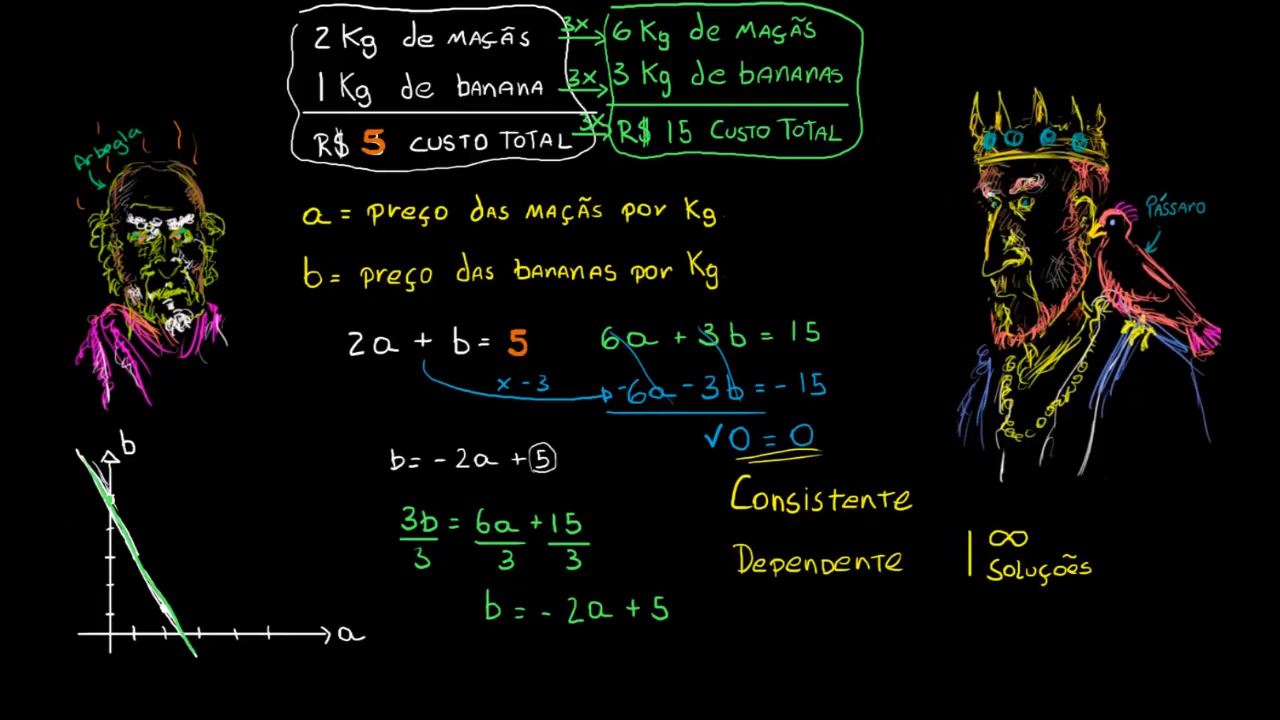 2 Kg de maçãs
1 Kg de banana
R$ 5 custo total
3x
3x
3x
6 Kg de maçãs
3 Kg de bananas
R$ 15 custo total
Arbegla
Pássaro
a = preço das maçãs por Kg
b = preço das bananas por Kg
2a + b = 5
x - 3
6a + 3b = 15
-6a - 3b = - 15
√ 0 = 0
b = - 2a + 5
3b/3 = 6a/3 + 15/3
b = - 2a + 5
Consistente
Dependente
| ∞
soluções
b
a